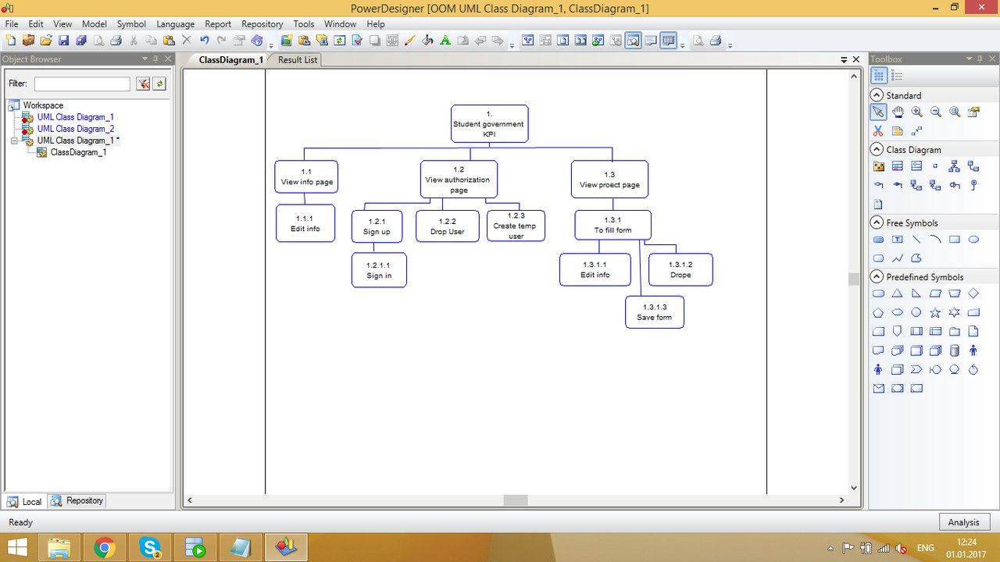 PowerDesigner [OOM UML Class Diagram_1, ClassDiagram_1]
File Edit View Model Symbol Language Report Repository Tools Window Help
Object Browser
Filter:
Workspace
UML Class Diagram_1
UML Class Diagram_2
UML Class Diagram_1 *
ClassDiagram_1
Local Repository
ClassDiagram_1 Result List
1.
Student government
KPI
1.1
View info page
1.2
View authorization
page
1.3
View proect page
1.1.1
Edit info
1.2.1
Sign up
1.2.2
Drop User
1.2.3
Create temp
user
1.3.1
To fill form
1.2.1.1
Sign in
1.3.1.1
Edit info
1.3.1.2
Drope
1.3.1.3
Save form
Toolbox
Standard
Class Diagram
Free Symbols
Predefined Symbols
Ready
Analysis
2
ENG
12:24
01.01.2017